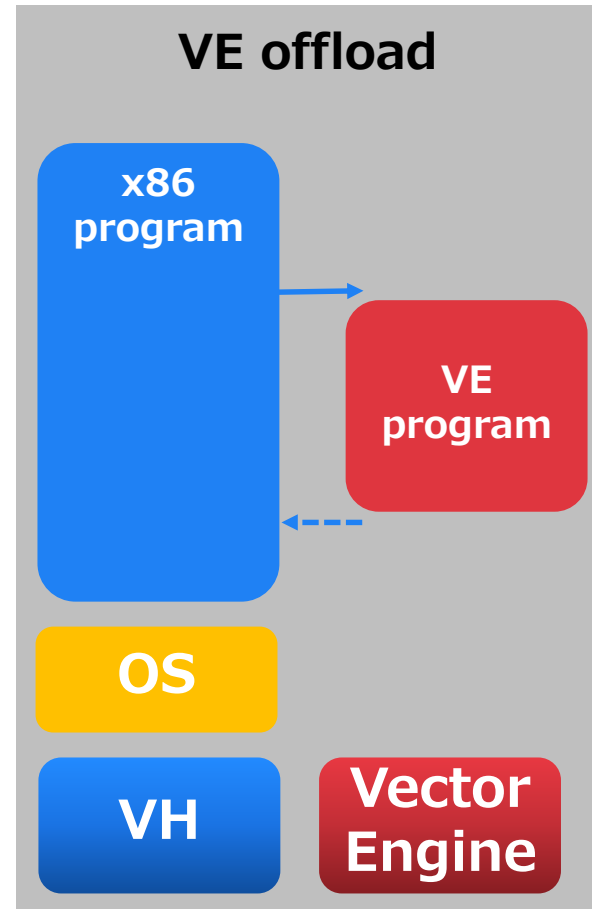 VE offload
x86
program
VE
program
OS
VH
Vector
Engine